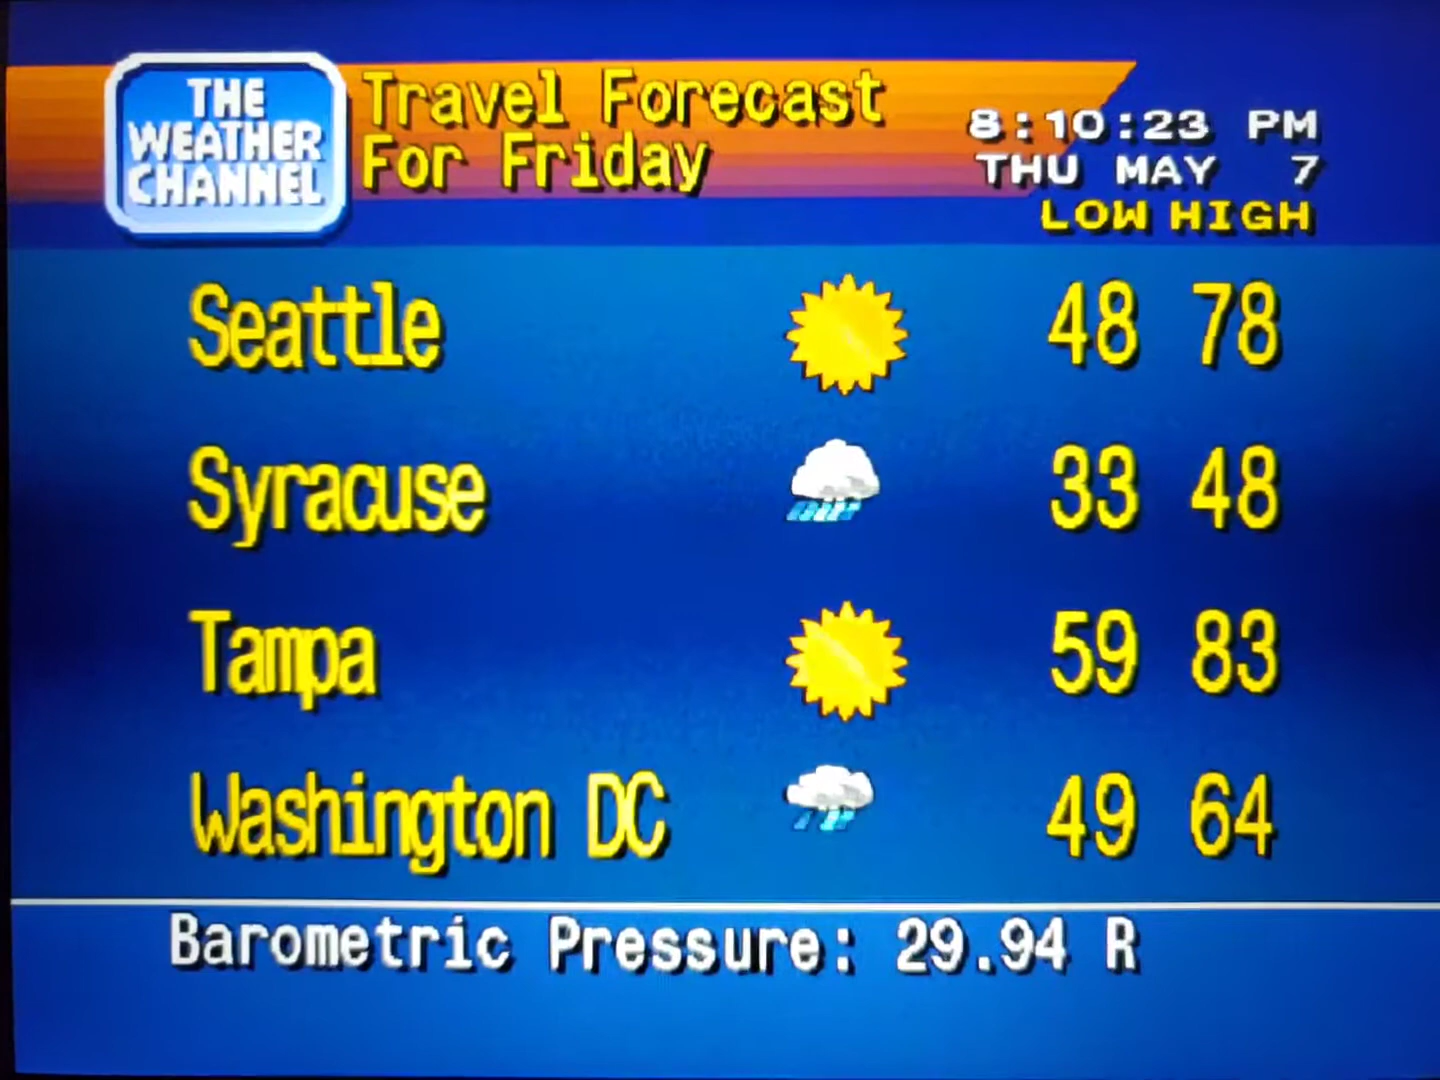 THE
WEATHER
CHANNEL
Travel Forecast
For Friday
8:10:23 PM
THU MAY 7
LOW HIGH
Seattle 48 78
Syracuse 33 48
Tampa 59 83
Washington DC 49 64
Barometric Pressure: 29.94 R